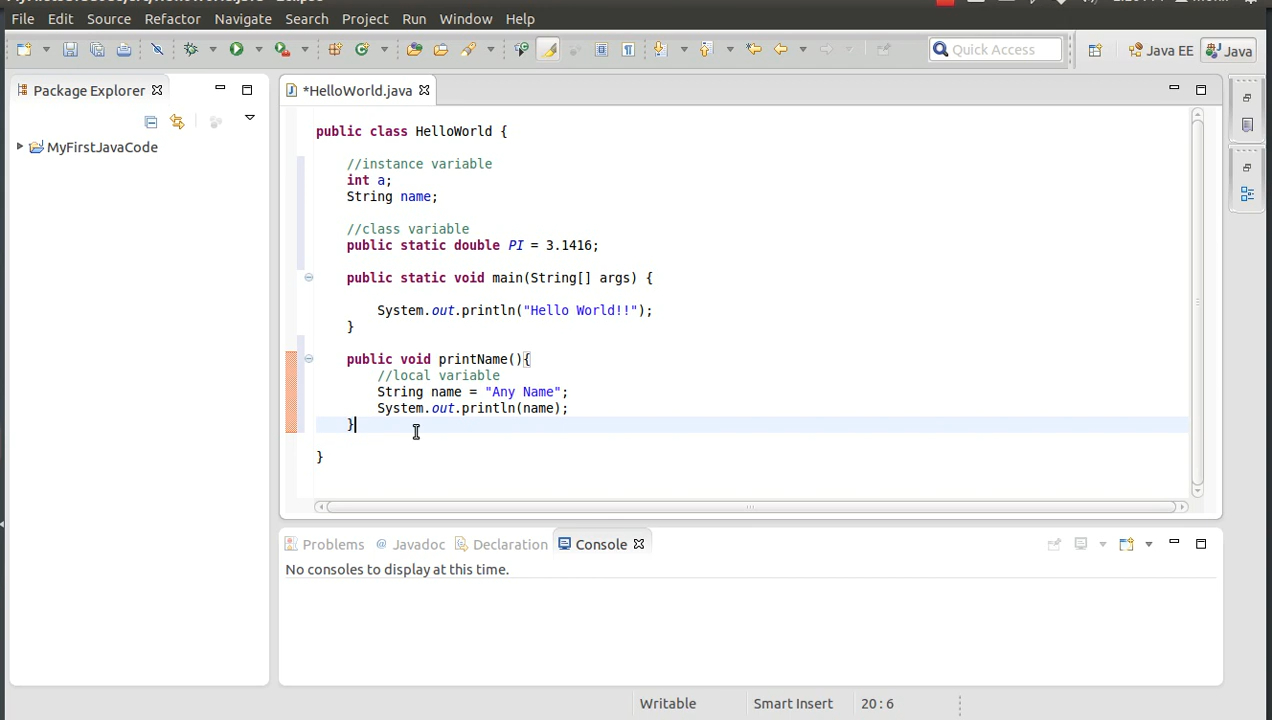 File Edit Source Refactor Navigate Search Project Run Window Help
Quick Access
Java EE
Java
Package Explorer
*HelloWorld.java
MyFirstJavaCode
public class HelloWorld {
//instance variable
int a;
String name;
//class variable
public static double PI = 3.1416;
public static void main(String[] args) {
System.out.println("Hello World!!");
}
public void printName(){
//local variable
String name = "Any Name";
System.out.println(name);
}
}
Problems @ Javadoc Declaration Console
No consoles to display at this time.
Writable Smart Insert 20 : 6